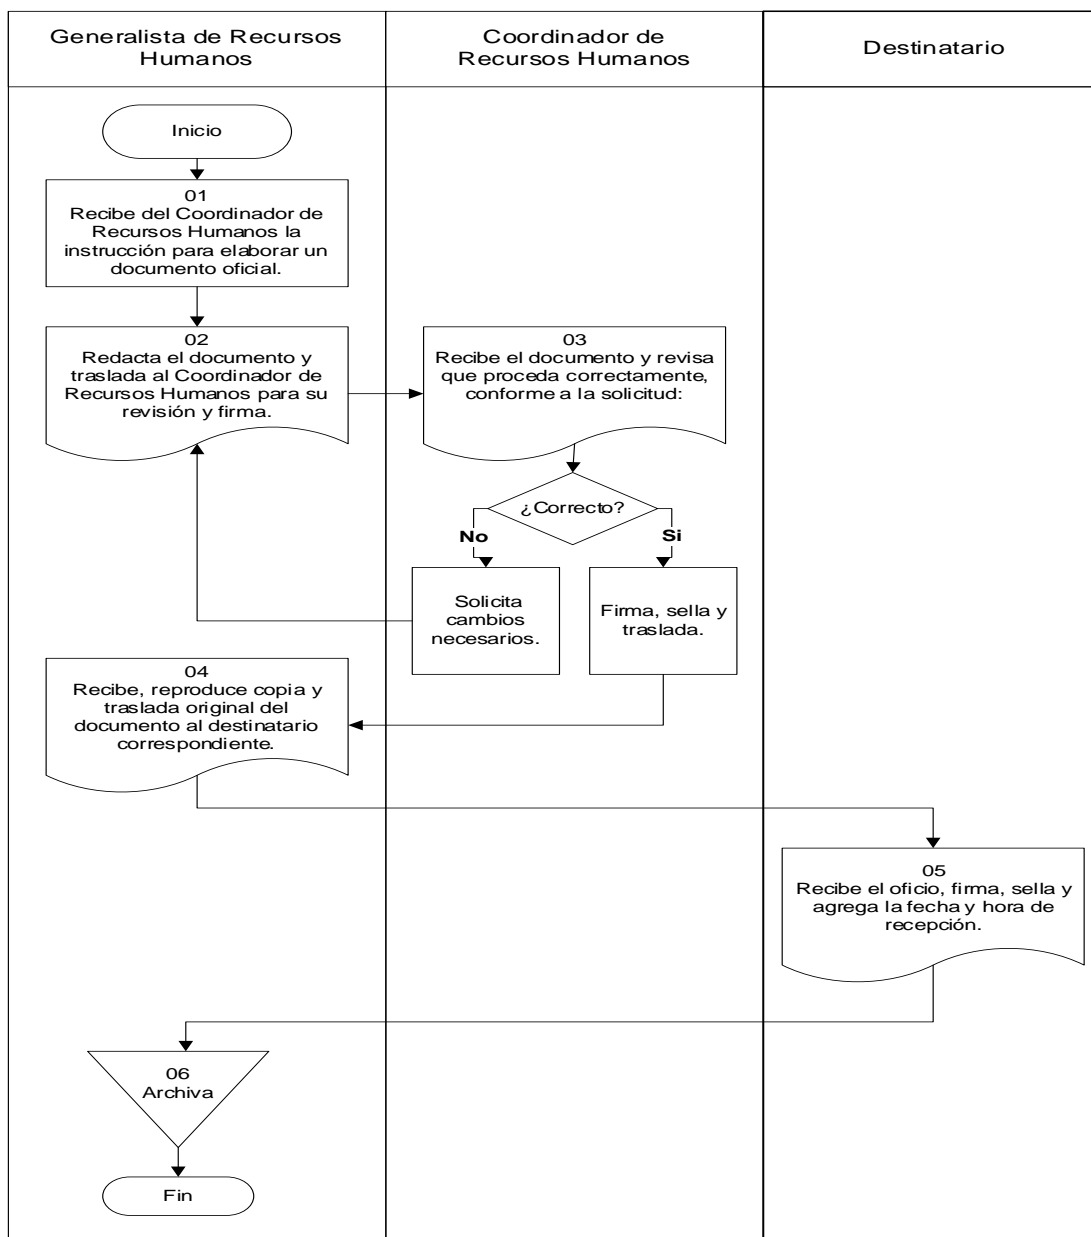 Generalista de Recursos
Humanos
Coordinador de
Recursos Humanos
Destinatario
Inicio
01
Recibe del Coordinador de
Recursos Humanos la
instrucción para elaborar un
documento oficial.
02
Redacta el documento y
traslada al Coordinador de
Recursos Humanos para su
revisión y firma.
03
Recibe el documento y revisa
que proceda correctamente,
conforme a la solicitud:
¿Correcto?
No
Si
Solicita
cambios
necesarios.
Firma, sella y
traslada.
04
Recibe, reproduce copia y
traslada original del
documento al destinatario
correspondiente.
05
Recibe el oficio, firma, sella y
agrega la fecha y hora de
recepción.
06
Archiva
Fin